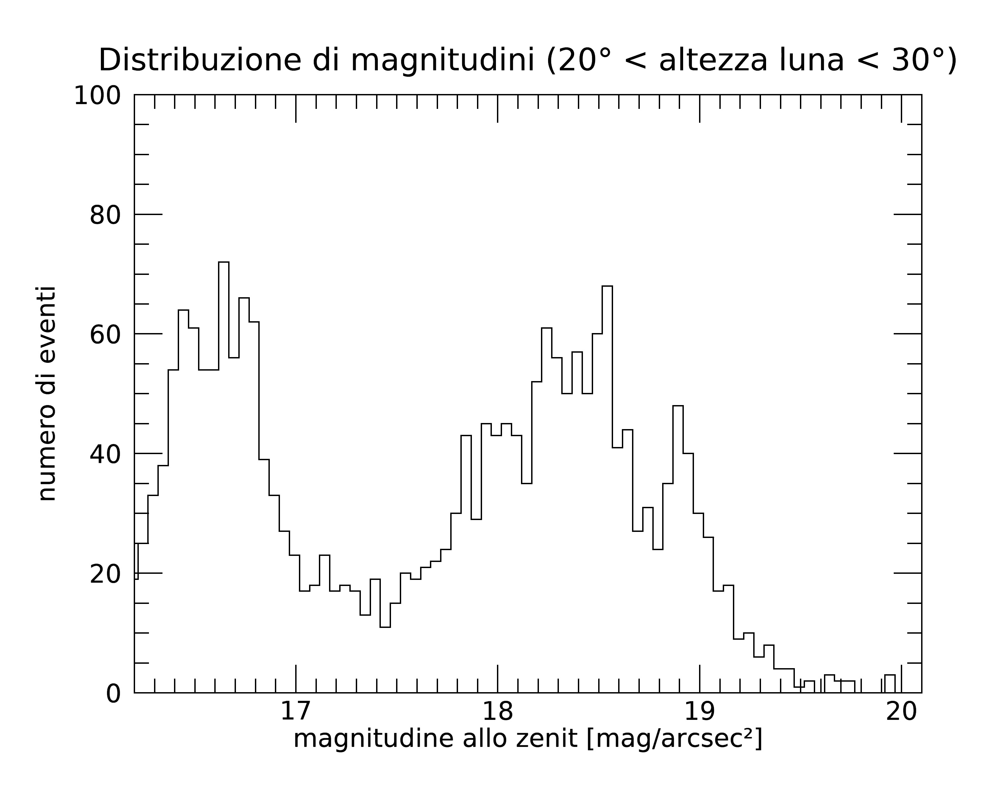 Distribuzione di magnitudini (20° < altezza luna < 30°)
100
80
60
40
20
0
numero di eventi
17 18 19 20
magnitudine allo zenit [mag/arcsec²]